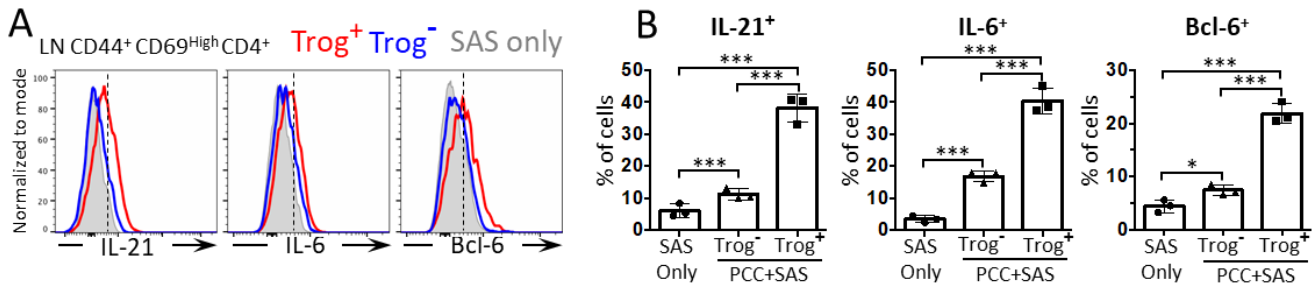 A
LN CD44+ CD69High CD4+ Trog+ Trog- SAS only
Normalized to mode
100
80
60
40
20
0
IL-21
IL-6
Bcl-6
B
IL-21+
% of cells
50
40
30
20
10
0
***
***
***
SAS Only
Trog-
Trog+
PCC+SAS
IL-6+
% of cells
50
40
30
20
10
0
***
***
***
SAS Only
Trog-
Trog+
PCC+SAS
Bcl-6+
% of cells
30
20
10
0
***
***
*
SAS Only
Trog-
Trog+
PCC+SAS